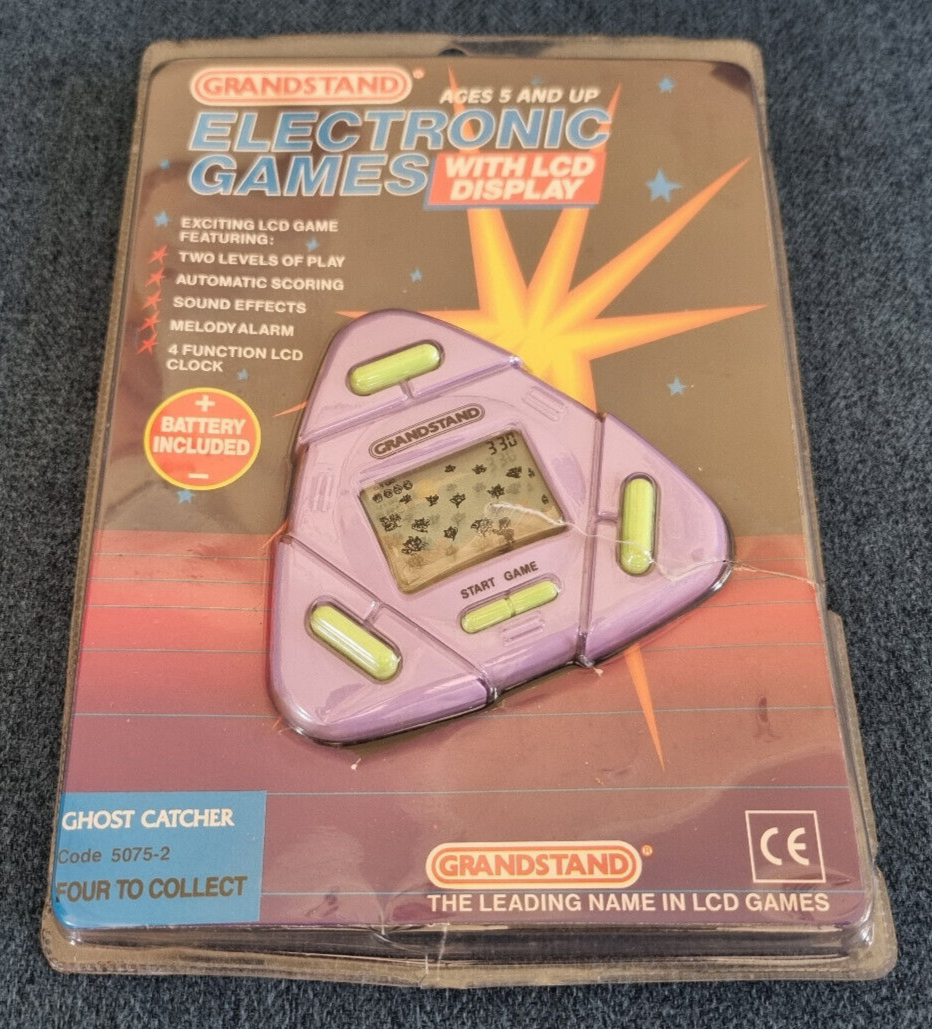 GRANDSTAND®
AGES 5 AND UP
ELECTRONIC
GAMES
WITH LCD
DISPLAY
EXCITING LCD GAME
FEATURING:
TWO LEVELS OF PLAY
AUTOMATIC SCORING
SOUND EFFECTS
MELODY ALARM
4 FUNCTION LCD
CLOCK
+
BATTERY
INCLUDED
–
GRANDSTAND
330
START GAME
GHOST CATCHER
Code 5075-2
FOUR TO COLLECT
GRANDSTAND®
THE LEADING NAME IN LCD GAMES
CE